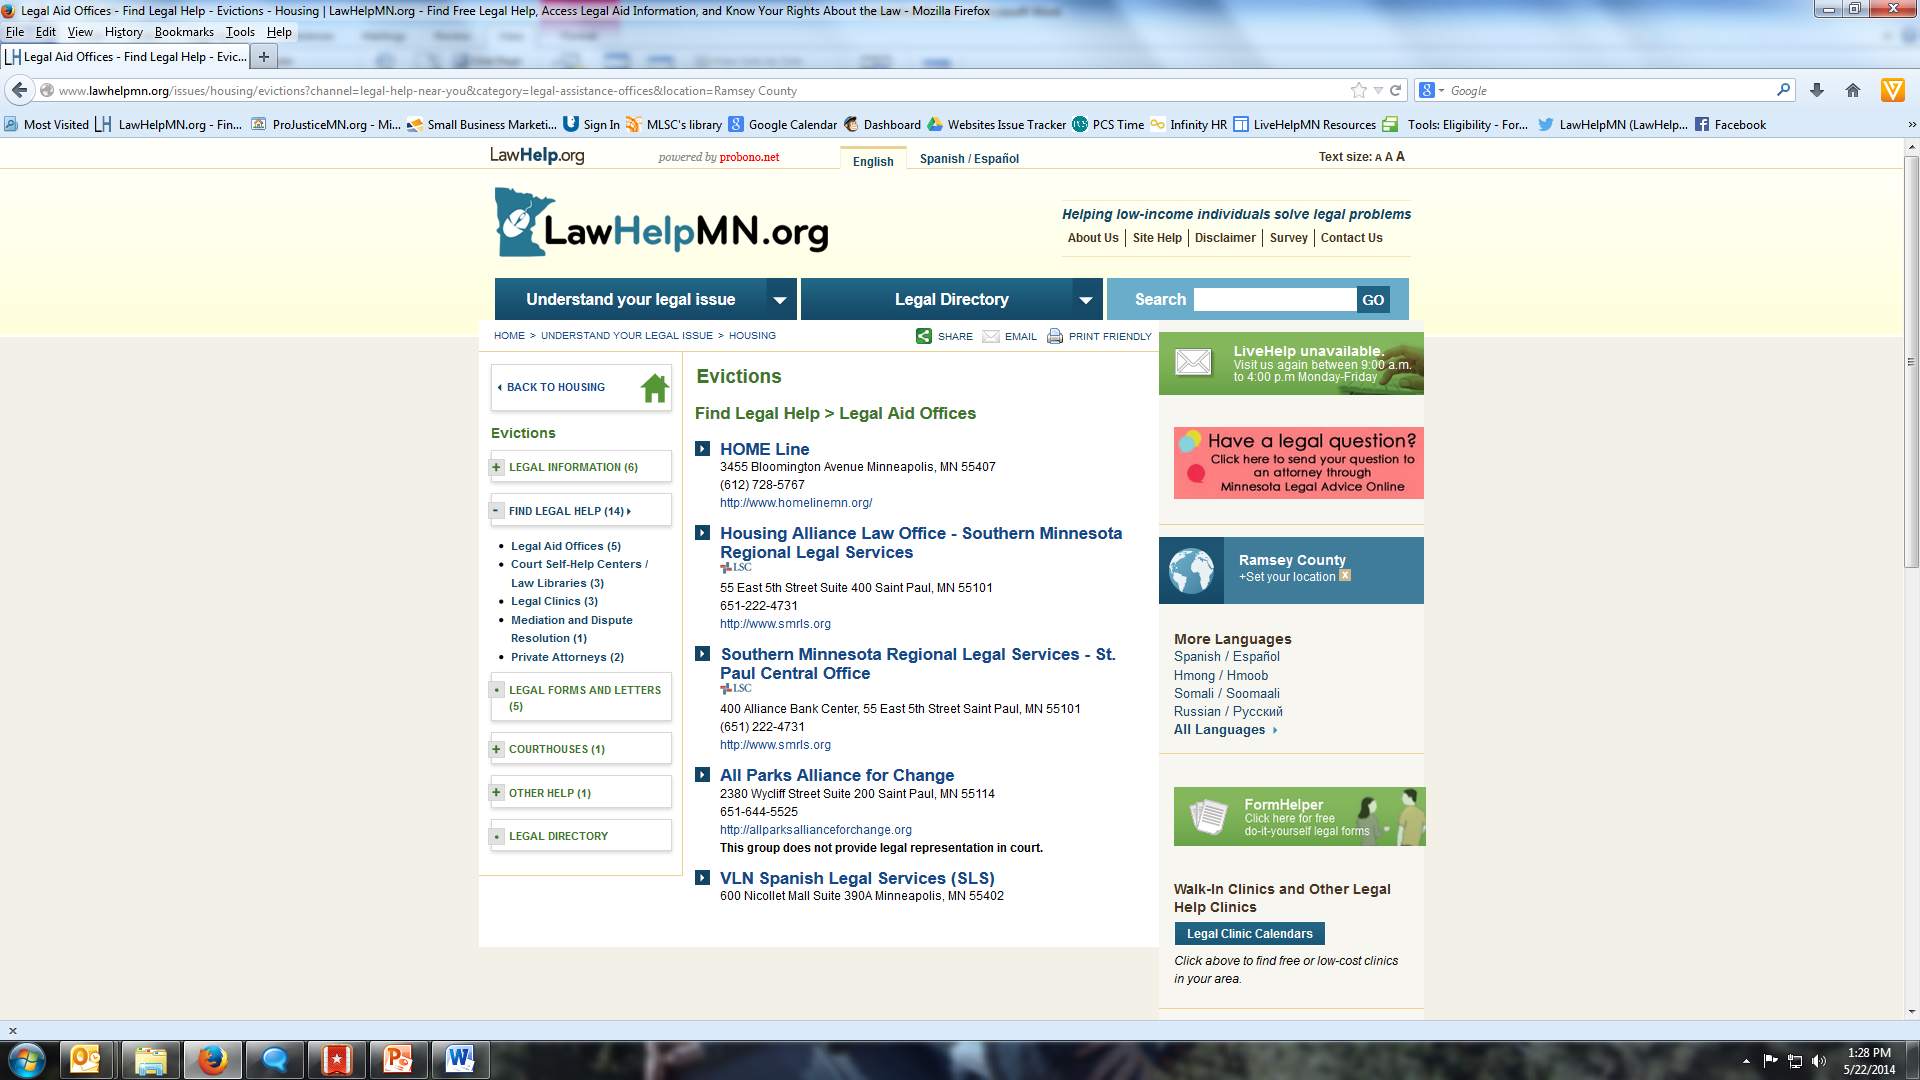 Legal Aid Offices - Find Legal Help - Evictions - Housing | LawHelpMN.org - Find Free Legal Help, Access Legal Aid Information, and Know Your Rights About the Law - Mozilla Firefox
File Edit View History Bookmarks Tools Help
LH Legal Aid Offices - Find Legal Help - Evic...
www.lawhelpmn.org/issues/housing/evictions?channel=legal-help-near-you&category=legal-assistance-offices&location=Ramsey County
Google
Most Visited LH LawHelpMN.org - Fin... ProJusticeMN.org - Mi... Small Business Marketi... Sign In MLSC's library Google Calendar Dashboard Websites Issue Tracker PCS Time Infinity HR LiveHelpMN Resources Tools: Eligibility - For... LawHelpMN (LawHelp... Facebook »
LawHelp.org powered by probono.net English Spanish / Español Text size: A A A
LawHelpMN.org
Helping low-income individuals solve legal problems
About Us Site Help Disclaimer Survey Contact Us
Understand your legal issue Legal Directory Search GO
HOME > UNDERSTAND YOUR LEGAL ISSUE > HOUSING
SHARE EMAIL PRINT FRIENDLY
BACK TO HOUSING
Evictions
+ LEGAL INFORMATION (6)
- FIND LEGAL HELP (14)
• Legal Aid Offices (5)
• Court Self-Help Centers /
Law Libraries (3)
• Legal Clinics (3)
• Mediation and Dispute
Resolution (1)
• Private Attorneys (2)
• LEGAL FORMS AND LETTERS
(5)
+ COURTHOUSES (1)
+ OTHER HELP (1)
• LEGAL DIRECTORY
Evictions
Find Legal Help > Legal Aid Offices
HOME Line
3455 Bloomington Avenue Minneapolis, MN 55407
(612) 728-5767
http://www.homelinemn.org/
Housing Alliance Law Office - Southern Minnesota
Regional Legal Services
LSC
55 East 5th Street Suite 400 Saint Paul, MN 55101
651-222-4731
http://www.smrls.org
Southern Minnesota Regional Legal Services - St.
Paul Central Office
LSC
400 Alliance Bank Center, 55 East 5th Street Saint Paul, MN 55101
(651) 222-4731
http://www.smrls.org
All Parks Alliance for Change
2380 Wycliff Street Suite 200 Saint Paul, MN 55114
651-644-5525
http://allparksallianceforchange.org
This group does not provide legal representation in court.
VLN Spanish Legal Services (SLS)
600 Nicollet Mall Suite 390A Minneapolis, MN 55402
LiveHelp unavailable.
Visit us again between 9:00 a.m.
to 4:00 p.m Monday-Friday
Have a legal question?
Click here to send your question to
an attorney through
Minnesota Legal Advice Online
Ramsey County
+Set your location x
More Languages
Spanish / Español
Hmong / Hmoob
Somali / Soomaali
Russian / Русский
All Languages
FormHelper
Click here for free
do-it-yourself legal forms
Walk-In Clinics and Other Legal
Help Clinics
Legal Clinic Calendars
Click above to find free or low-cost clinics
in your area.
x
1:28 PM
5/22/2014